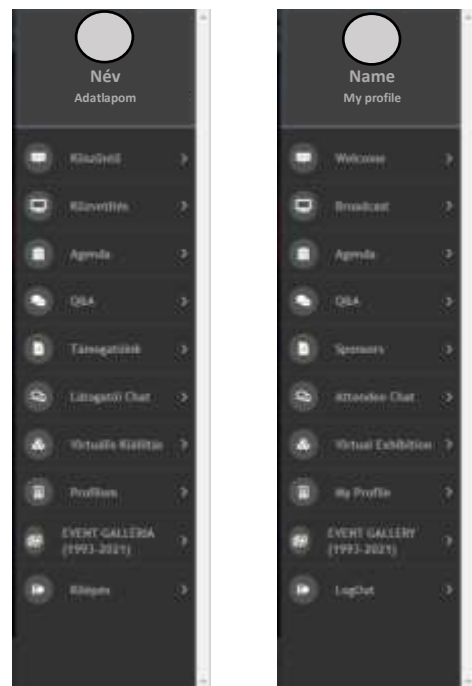 Név
Adatlapom
Köszöntő
Közvetítés
Agenda
Q&A
Támogatóink
Látogatói Chat
Virtuális Kiállítás
Profilom
EVENT GALLÉRIA
(1993-2021)
Kilépés
Name
My profile
Welcome
Broadcast
Agenda
Q&A
Sponsors
Attendee Chat
Virtual Exhibition
My Profile
EVENT GALLERY
(1993-2021)
LogOut